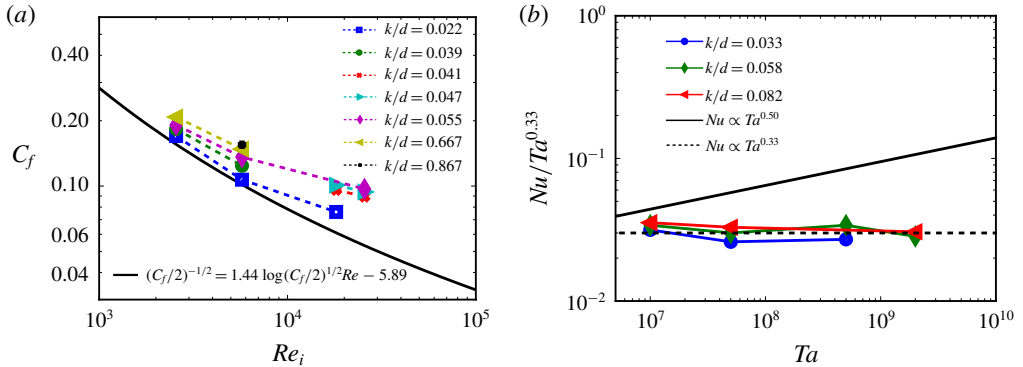 (a)
0.40
0.20
0.10
0.06
0.04
C_f
k/d = 0.022
k/d = 0.039
k/d = 0.041
k/d = 0.047
k/d = 0.055
k/d = 0.667
k/d = 0.867
(C_f/2)^{-1/2} = 1.44 log(C_f/2)^{1/2}Re − 5.89
10^3
10^4
10^5
Re_i
(b)
10^0
10^{-1}
10^{-2}
Nu/Ta^{0.33}
k/d = 0.033
k/d = 0.058
k/d = 0.082
Nu ∝ Ta^{0.50}
Nu ∝ Ta^{0.33}
10^7
10^8
10^9
10^{10}
Ta